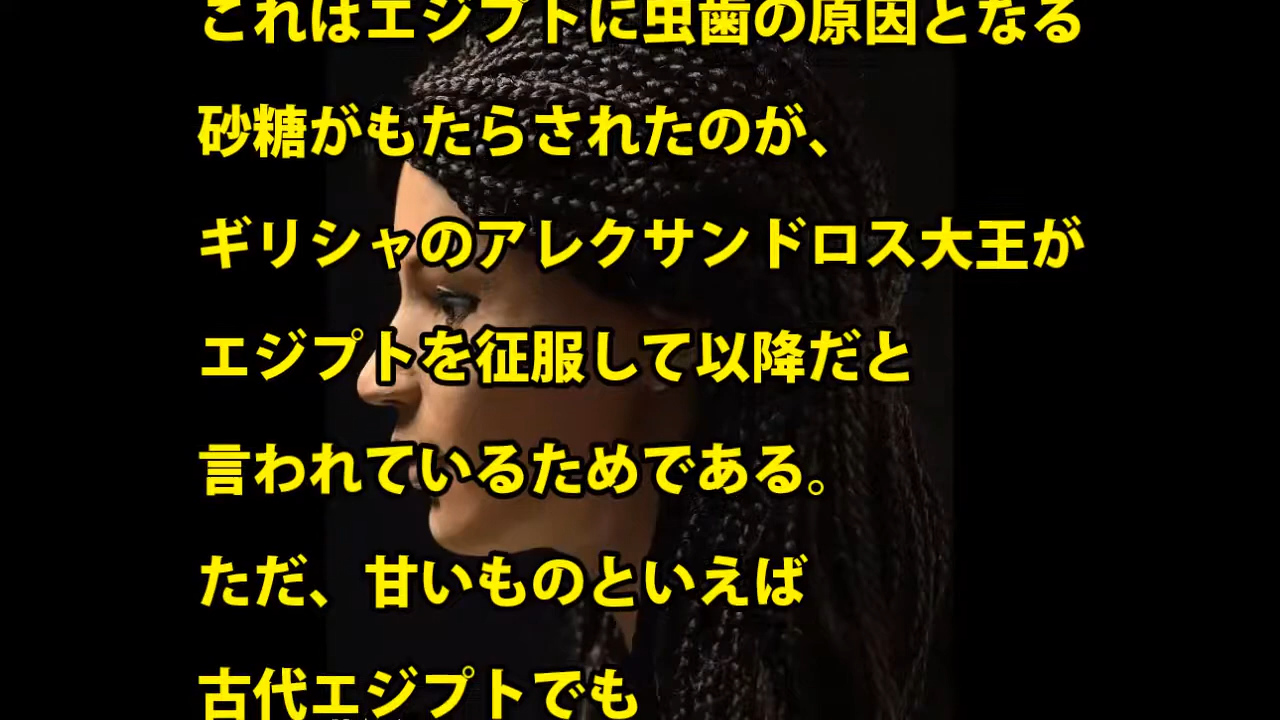 これはエジプトに虫歯の原因となる
砂糖がもたらされたのが、
ギリシャのアレクサンドロス大王が
エジプトを征服して以降だと
言われているためである。
ただ、甘いものといえば
古代エジプトでも